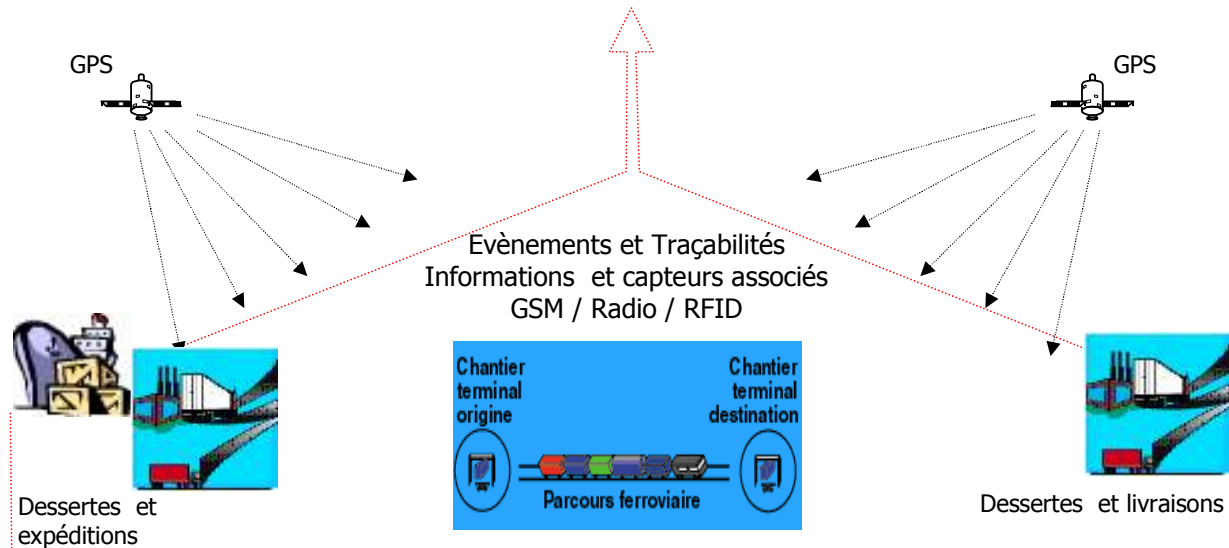 GPS
GPS
Evènements et Traçabilités
Informations et capteurs associés
GSM / Radio / RFID
Chantier
terminal
origine
Chantier
terminal
destination
Parcours ferroviaire
Dessertes et
expéditions
Dessertes et livraisons